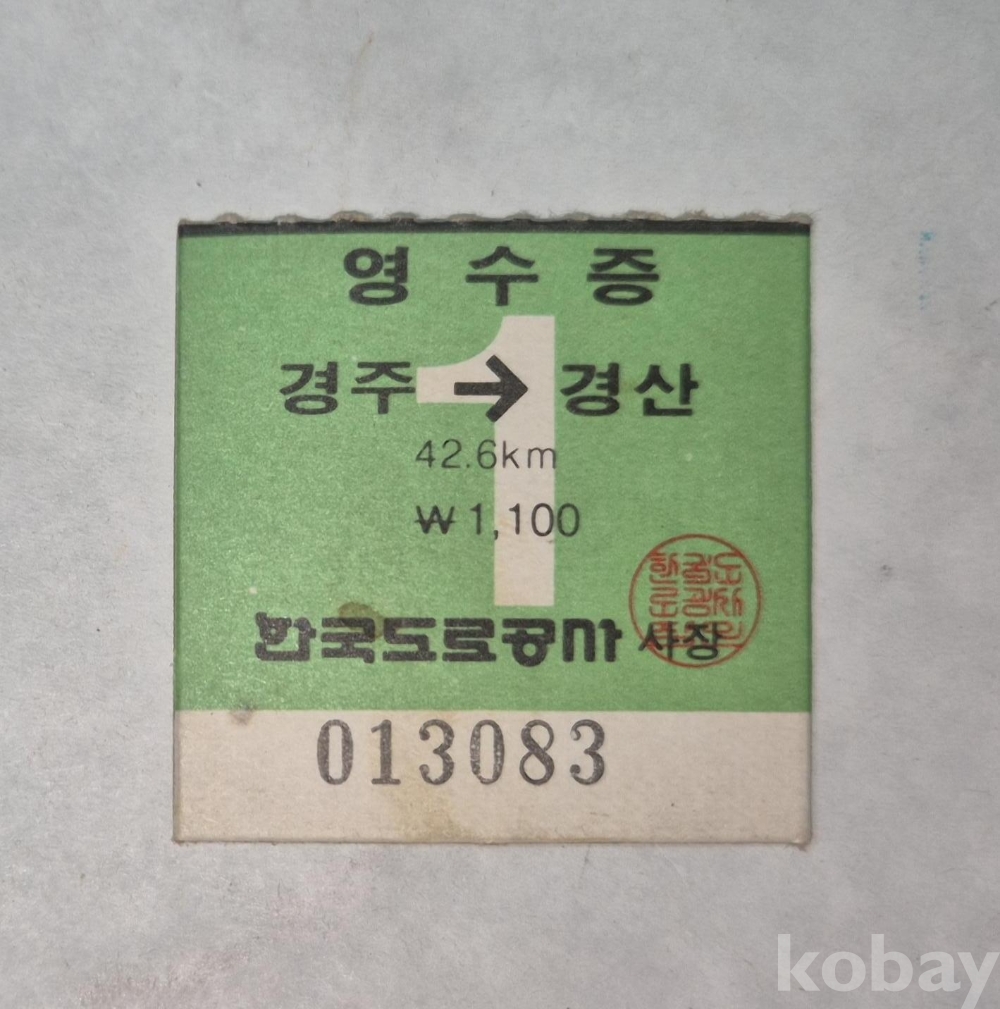 영수증
1
경주 → 경산
42.6km
₩1,100
한국도로공사 사장
013083
kobay